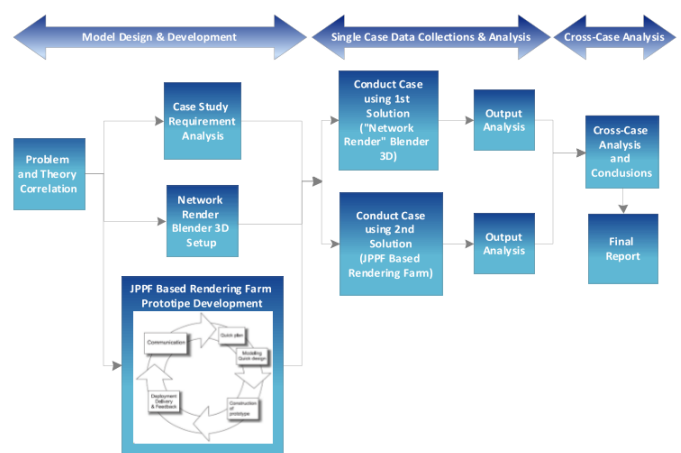 Model Design & Development
Single Case Data Collections & Analysis
Cross-Case Analysis
Problem
and Theory
Correlation
Case Study
Requirement
Analysis
Network
Render
Blender 3D
Setup
JPPF Based Rendering Farm
Prototipe Development
Communication
Quick plan
Modeling
Quick design
Construction
of
prototype
Deployment
Delivery
& Feedback
Conduct Case
using 1st
Solution
("Network
Render" Blender
3D)
Output
Analysis
Conduct Case
using 2nd
Solution
(JPPF Based
Rendering Farm)
Output
Analysis
Cross-Case
Analysis
and
Conclusions
Final
Report